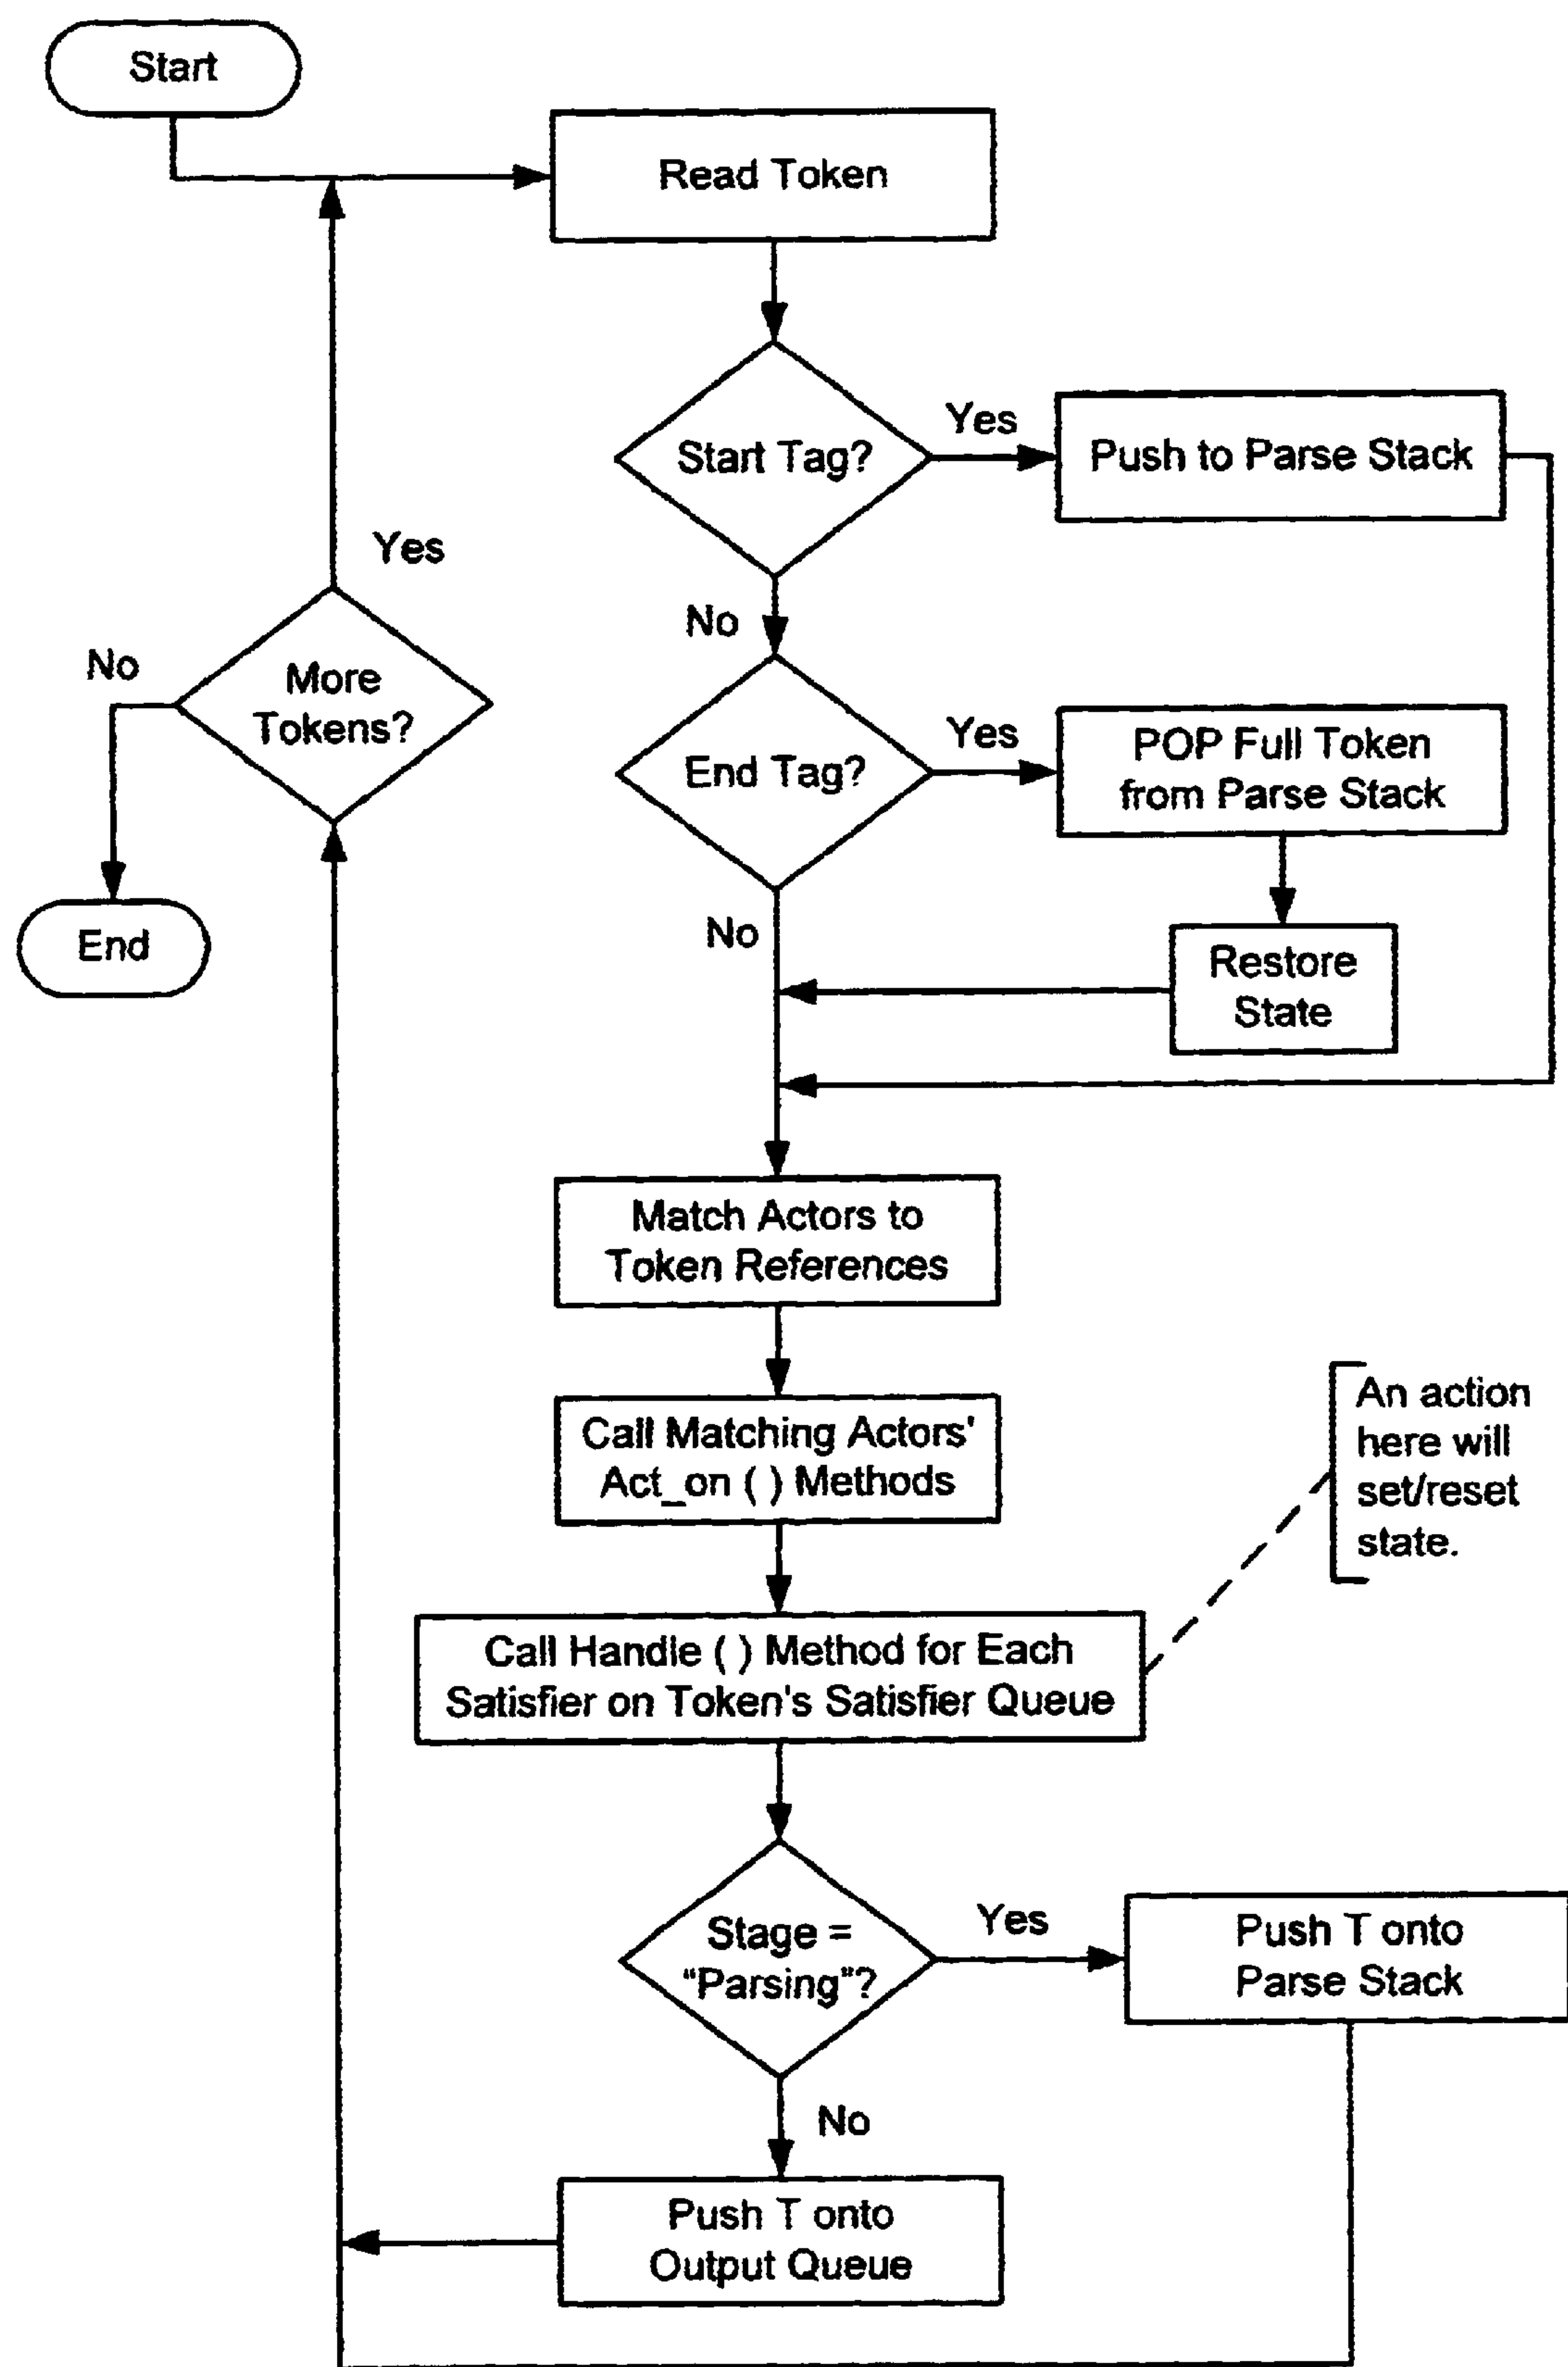 Start
Read Token
Start Tag?
Yes
Push to Parse Stack
No
Yes
No
More
Tokens?
End Tag?
Yes
POP Full Token
from Parse Stack
End
No
Restore
State
Match Actors to
Token References
Call Matching Actors'
Act_on ( ) Methods
An action
here will
set/reset
state.
Call Handle ( ) Method for Each
Satisfier on Token's Satisfier Queue
Stage =
“Parsing”?
Yes
Push T onto
Parse Stack
No
Push T onto
Output Queue